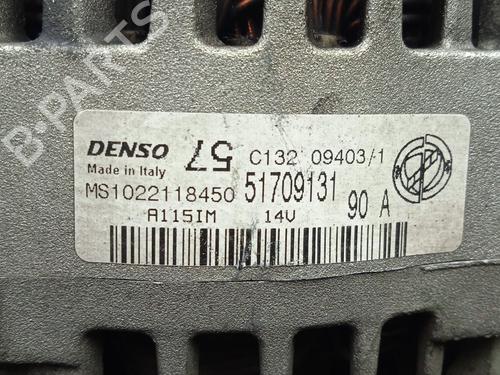 B-PARTS
DENSO 57 C132 09403/1
Made in Italy
MS1022118450 51709131
A115IM 14V 90 A